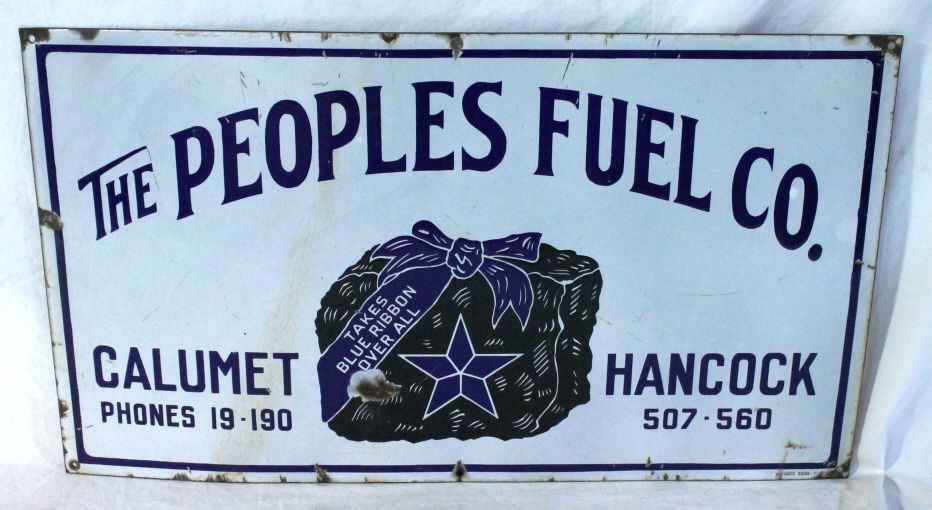 THE PEOPLES FUEL CO.
TAKES
BLUE RIBBON
OVER ALL
CALUMET
PHONES 19-190
HANCOCK
507-560